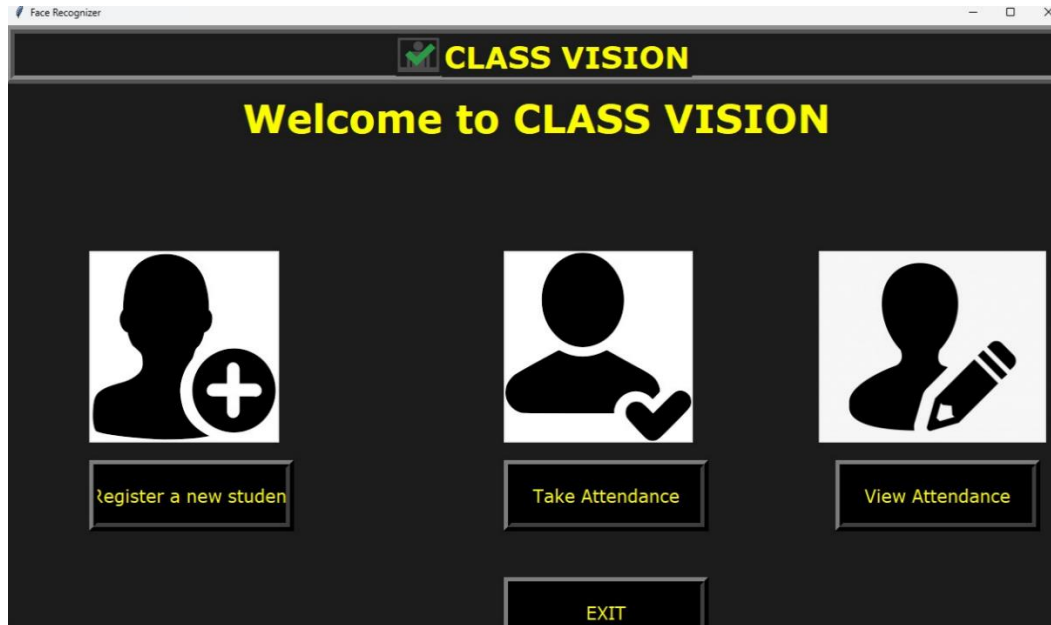 Face Recognizer
CLASS VISION
Welcome to CLASS VISION
Register a new studen
Take Attendance
View Attendance
EXIT